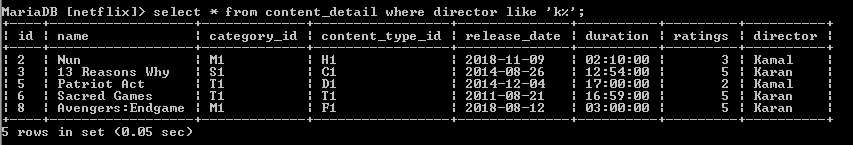 MariaDB [netflix]> select * from content_detail where director like 'k%';
+----+------------------+-------------+-----------------+--------------+----------+---------+----------+
| id | name             | category_id | content_type_id | release_date | duration | ratings | director |
+----+------------------+-------------+-----------------+--------------+----------+---------+----------+
| 2  | Nun              | M1          | H1              | 2018-11-09   | 02:10:00 |       3 | Kamal    |
| 3  | 13 Reasons Why   | S1          | C1              | 2014-08-26   | 12:54:00 |       5 | Karan    |
| 5  | Patriot Act      | T1          | D1              | 2014-12-04   | 17:00:00 |       2 | Kamal    |
| 6  | Sacred Games     | T1          | T1              | 2011-08-21   | 16:59:00 |       5 | Karan    |
| 8  | Avengers:Endgame | M1          | F1              | 2018-08-12   | 03:00:00 |       5 | Karan    |
+----+------------------+-------------+-----------------+--------------+----------+---------+----------+
5 rows in set (0.05 sec)